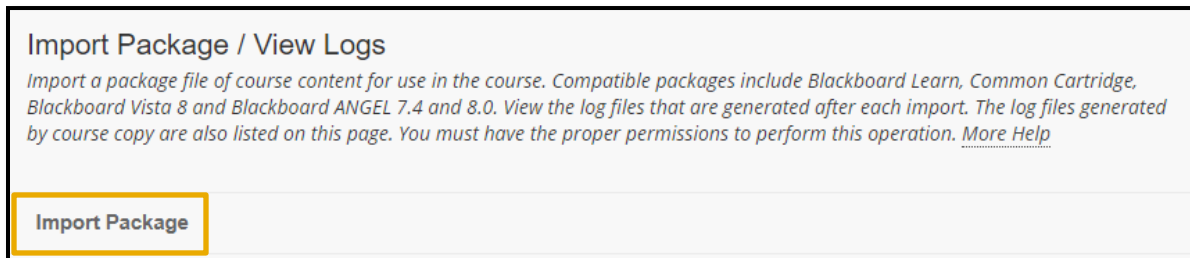 Import Package / View Logs
Import a package file of course content for use in the course. Compatible packages include Blackboard Learn, Common Cartridge,
Blackboard Vista 8 and Blackboard ANGEL 7.4 and 8.0. View the log files that are generated after each import. The log files generated
by course copy are also listed on this page. You must have the proper permissions to perform this operation. More Help
Import Package